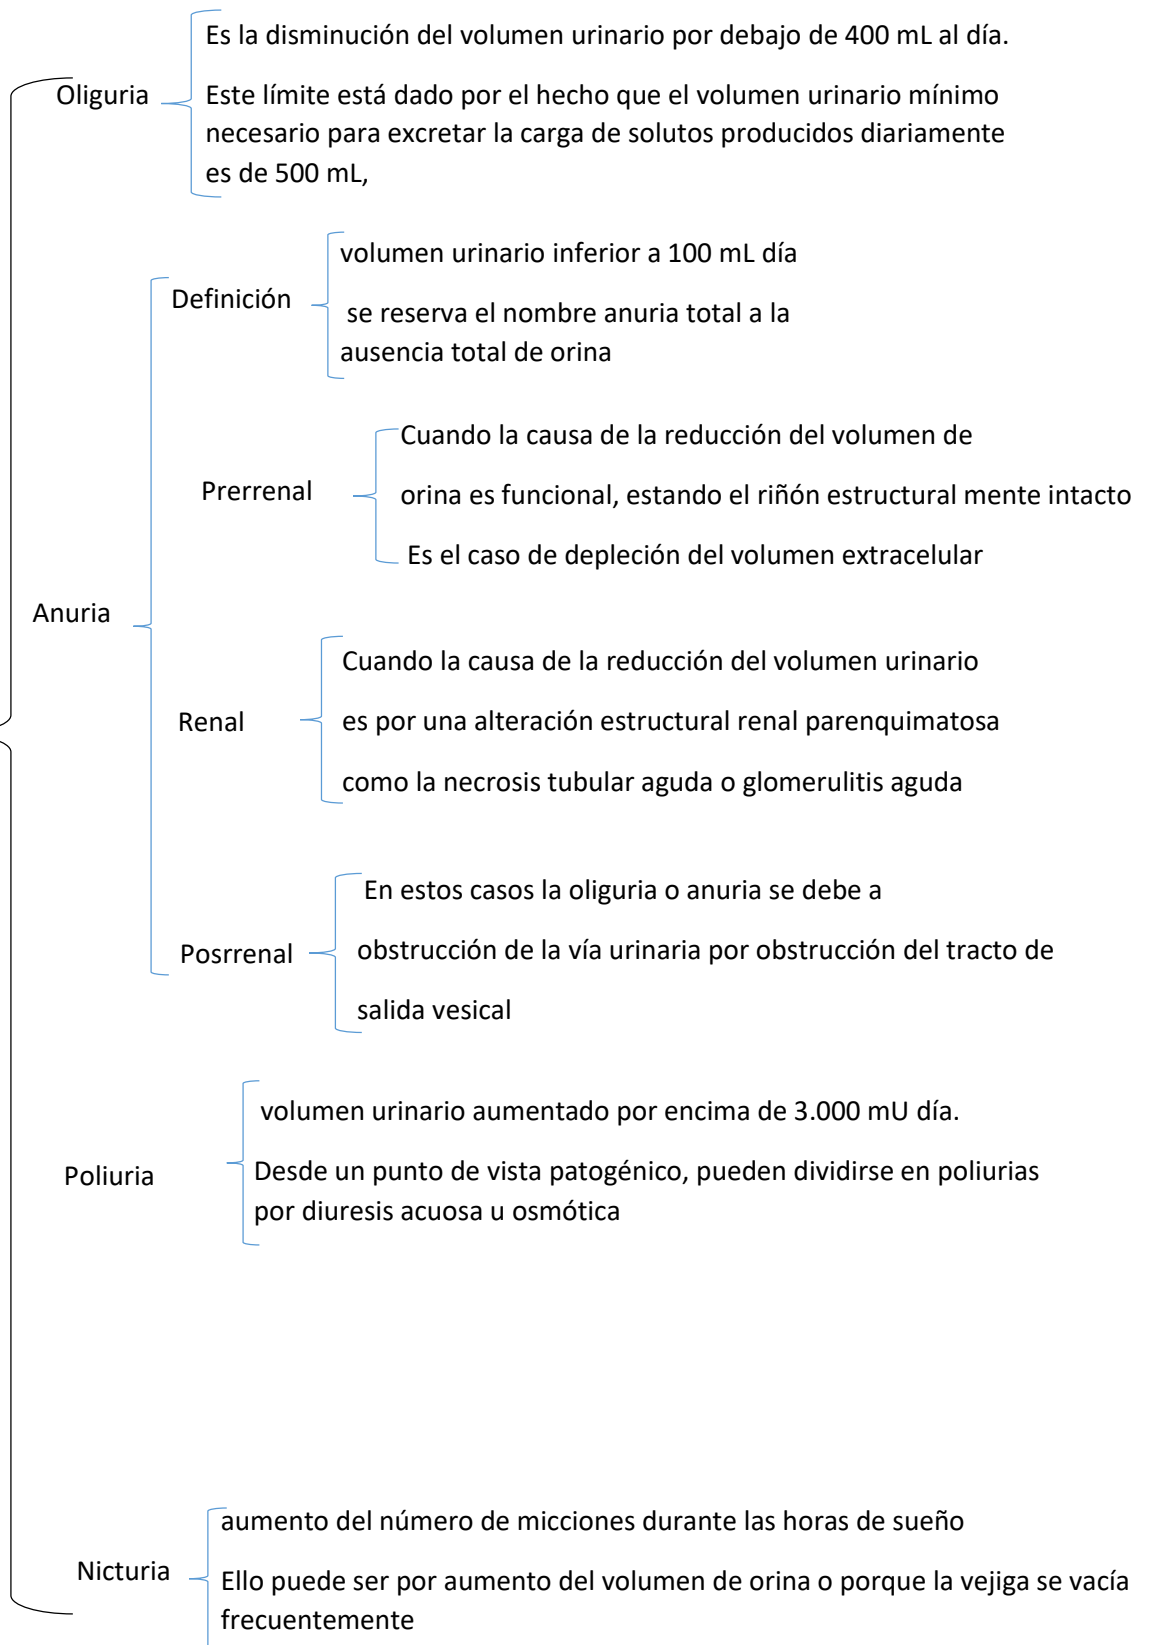 Oliguria
Es la disminución del volumen urinario por debajo de 400 mL al día.
Este límite está dado por el hecho que el volumen urinario mínimo
necesario para excretar la carga de solutos producidos diariamente
es de 500 mL,
Anuria
Definición
volumen urinario inferior a 100 mL día
se reserva el nombre anuria total a la
ausencia total de orina
Prerrenal
Cuando la causa de la reducción del volumen de
orina es funcional, estando el riñón estructural mente intacto
Es el caso de depleción del volumen extracelular
Renal
Cuando la causa de la reducción del volumen urinario
es por una alteración estructural renal parenquimatosa
como la necrosis tubular aguda o glomerulitis aguda
Posrrenal
En estos casos la oliguria o anuria se debe a
obstrucción de la vía urinaria por obstrucción del tracto de
salida vesical
Poliuria
volumen urinario aumentado por encima de 3.000 mU día.
Desde un punto de vista patogénico, pueden dividirse en poliurias
por diuresis acuosa u osmótica
Nicturia
aumento del número de micciones durante las horas de sueño
Ello puede ser por aumento del volumen de orina o porque la vejiga se vacía
frecuentemente